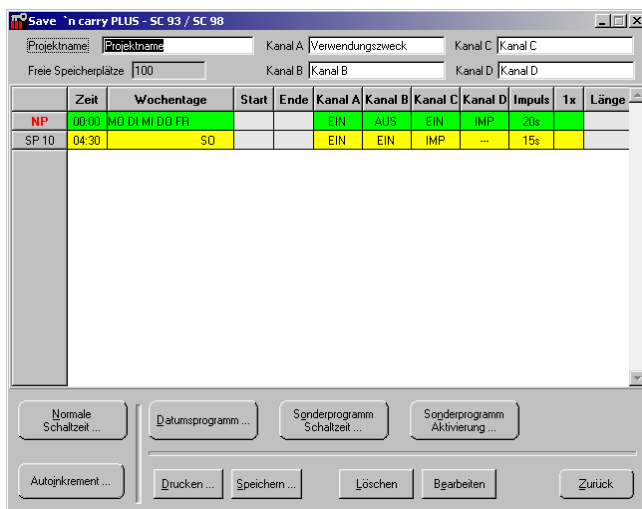 Save `n carry PLUS - SC 93 / SC 98
Projektname Projektname Kanal A Verwendungszweck Kanal C Kanal C
Freie Speicherplätze 100 Kanal B Kanal B Kanal D Kanal D
Zeit Wochentage Start Ende Kanal A Kanal B Kanal C Kanal D Impuls 1x Länge
NP 00:00 MO DI MI DO FR EIN AUS EIN IMP 20s
SP 10 04:30 SO EIN EIN IMP --- 15s
Normale Schaltzeit ...
Datumsprogramm ...
Sonderprogramm Schaltzeit ...
Sonderprogramm Aktivierung ...
Autoinkrement ... Drucken ... Speichern ... Löschen Bearbeiten Zurück